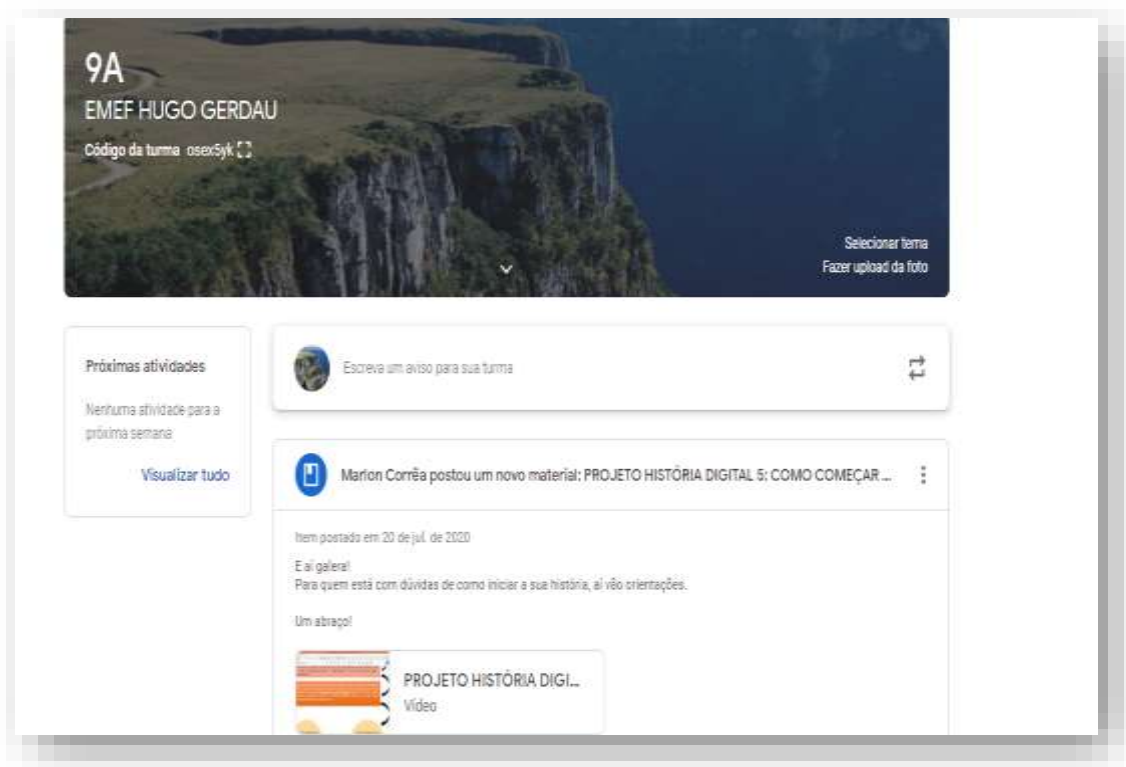 9A
EMEF HUGO GERDAU
Código da turma osex5yk
Selecionar tema
Fazer upload da foto
Próximas atividades
Nenhuma atividade para a
próxima semana
Visualizar tudo
Escreva um aviso para sua turma
Marlon Corrêa postou um novo material: PROJETO HISTÓRIA DIGITAL 5: COMO COMEÇAR ...
Item postado em 20 de jul. de 2020
E aí galera!
Para quem está com dúvidas de como iniciar a sua história, aí vão orientações.
Um abraço!
PROJETO HISTÓRIA DIGI...
Vídeo